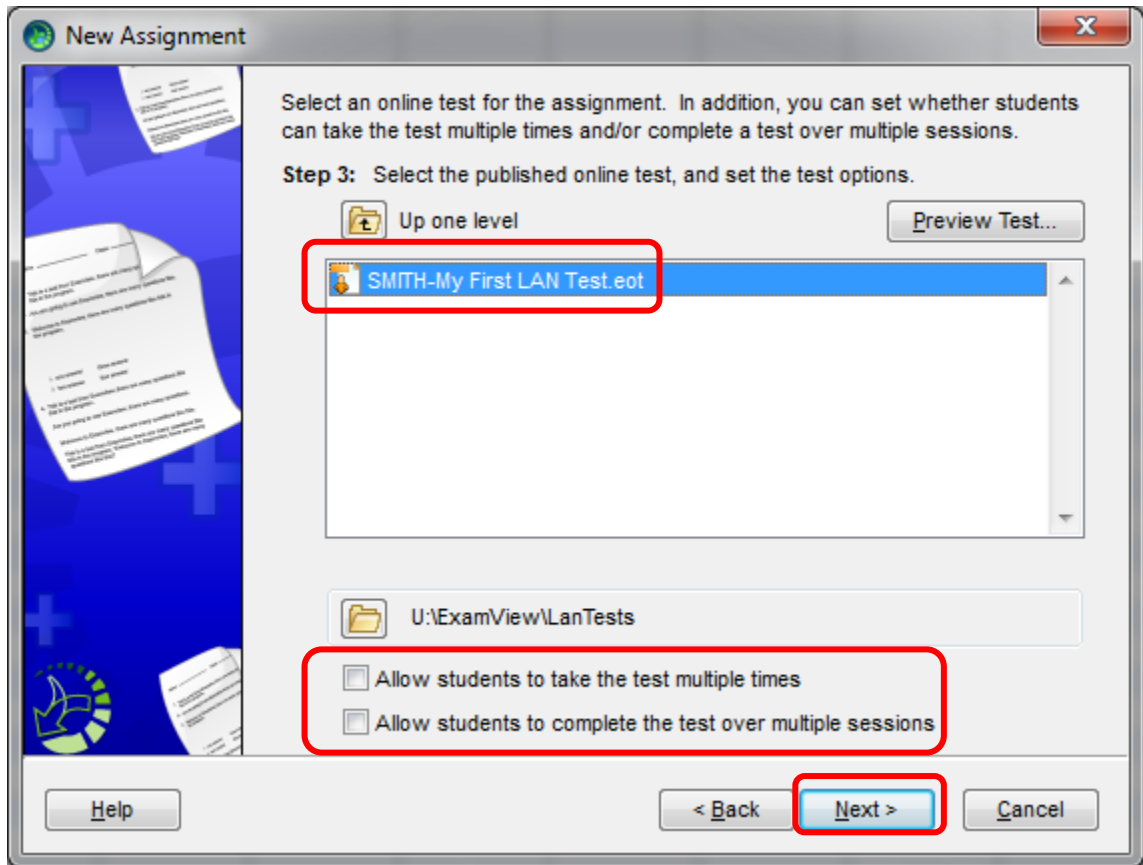 New Assignment
Select an online test for the assignment. In addition, you can set whether students
can take the test multiple times and/or complete a test over multiple sessions.
Step 3: Select the published online test, and set the test options.
Up one level
Preview Test...
SMITH-My First LAN Test.eot
U:\ExamView\LanTests
Allow students to take the test multiple times
Allow students to complete the test over multiple sessions
Help
< Back
Next >
Cancel